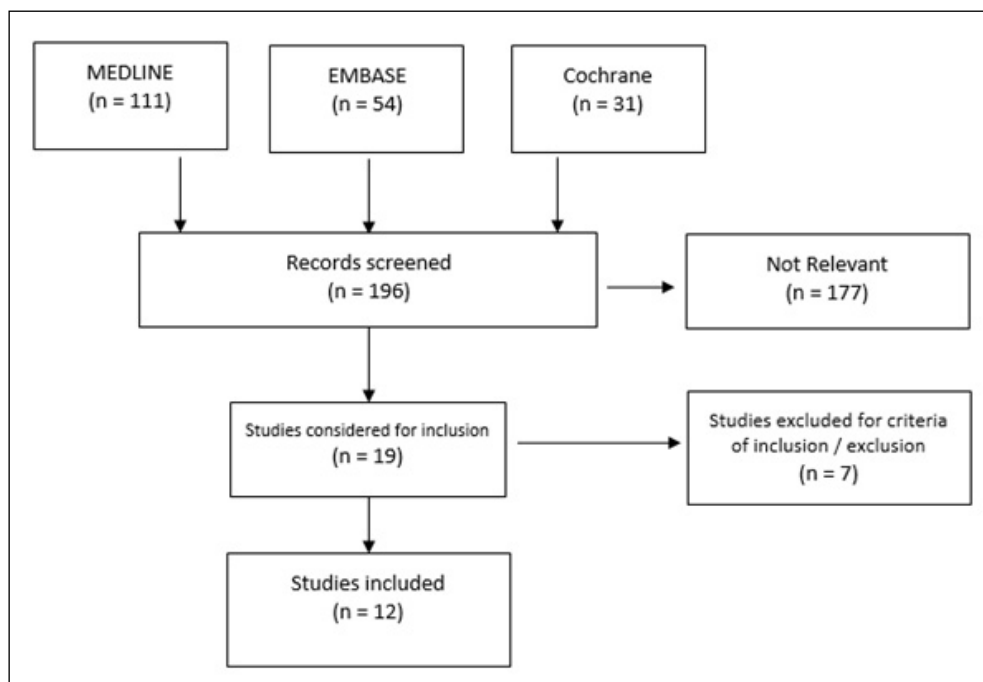 MEDLINE
(n = 111)
EMBASE
(n = 54)
Cochrane
(n = 31)
Records screened
(n = 196)
Not Relevant
(n = 177)
Studies considered for inclusion
(n = 19)
Studies excluded for criteria
of inclusion / exclusion
(n = 7)
Studies included
(n = 12)